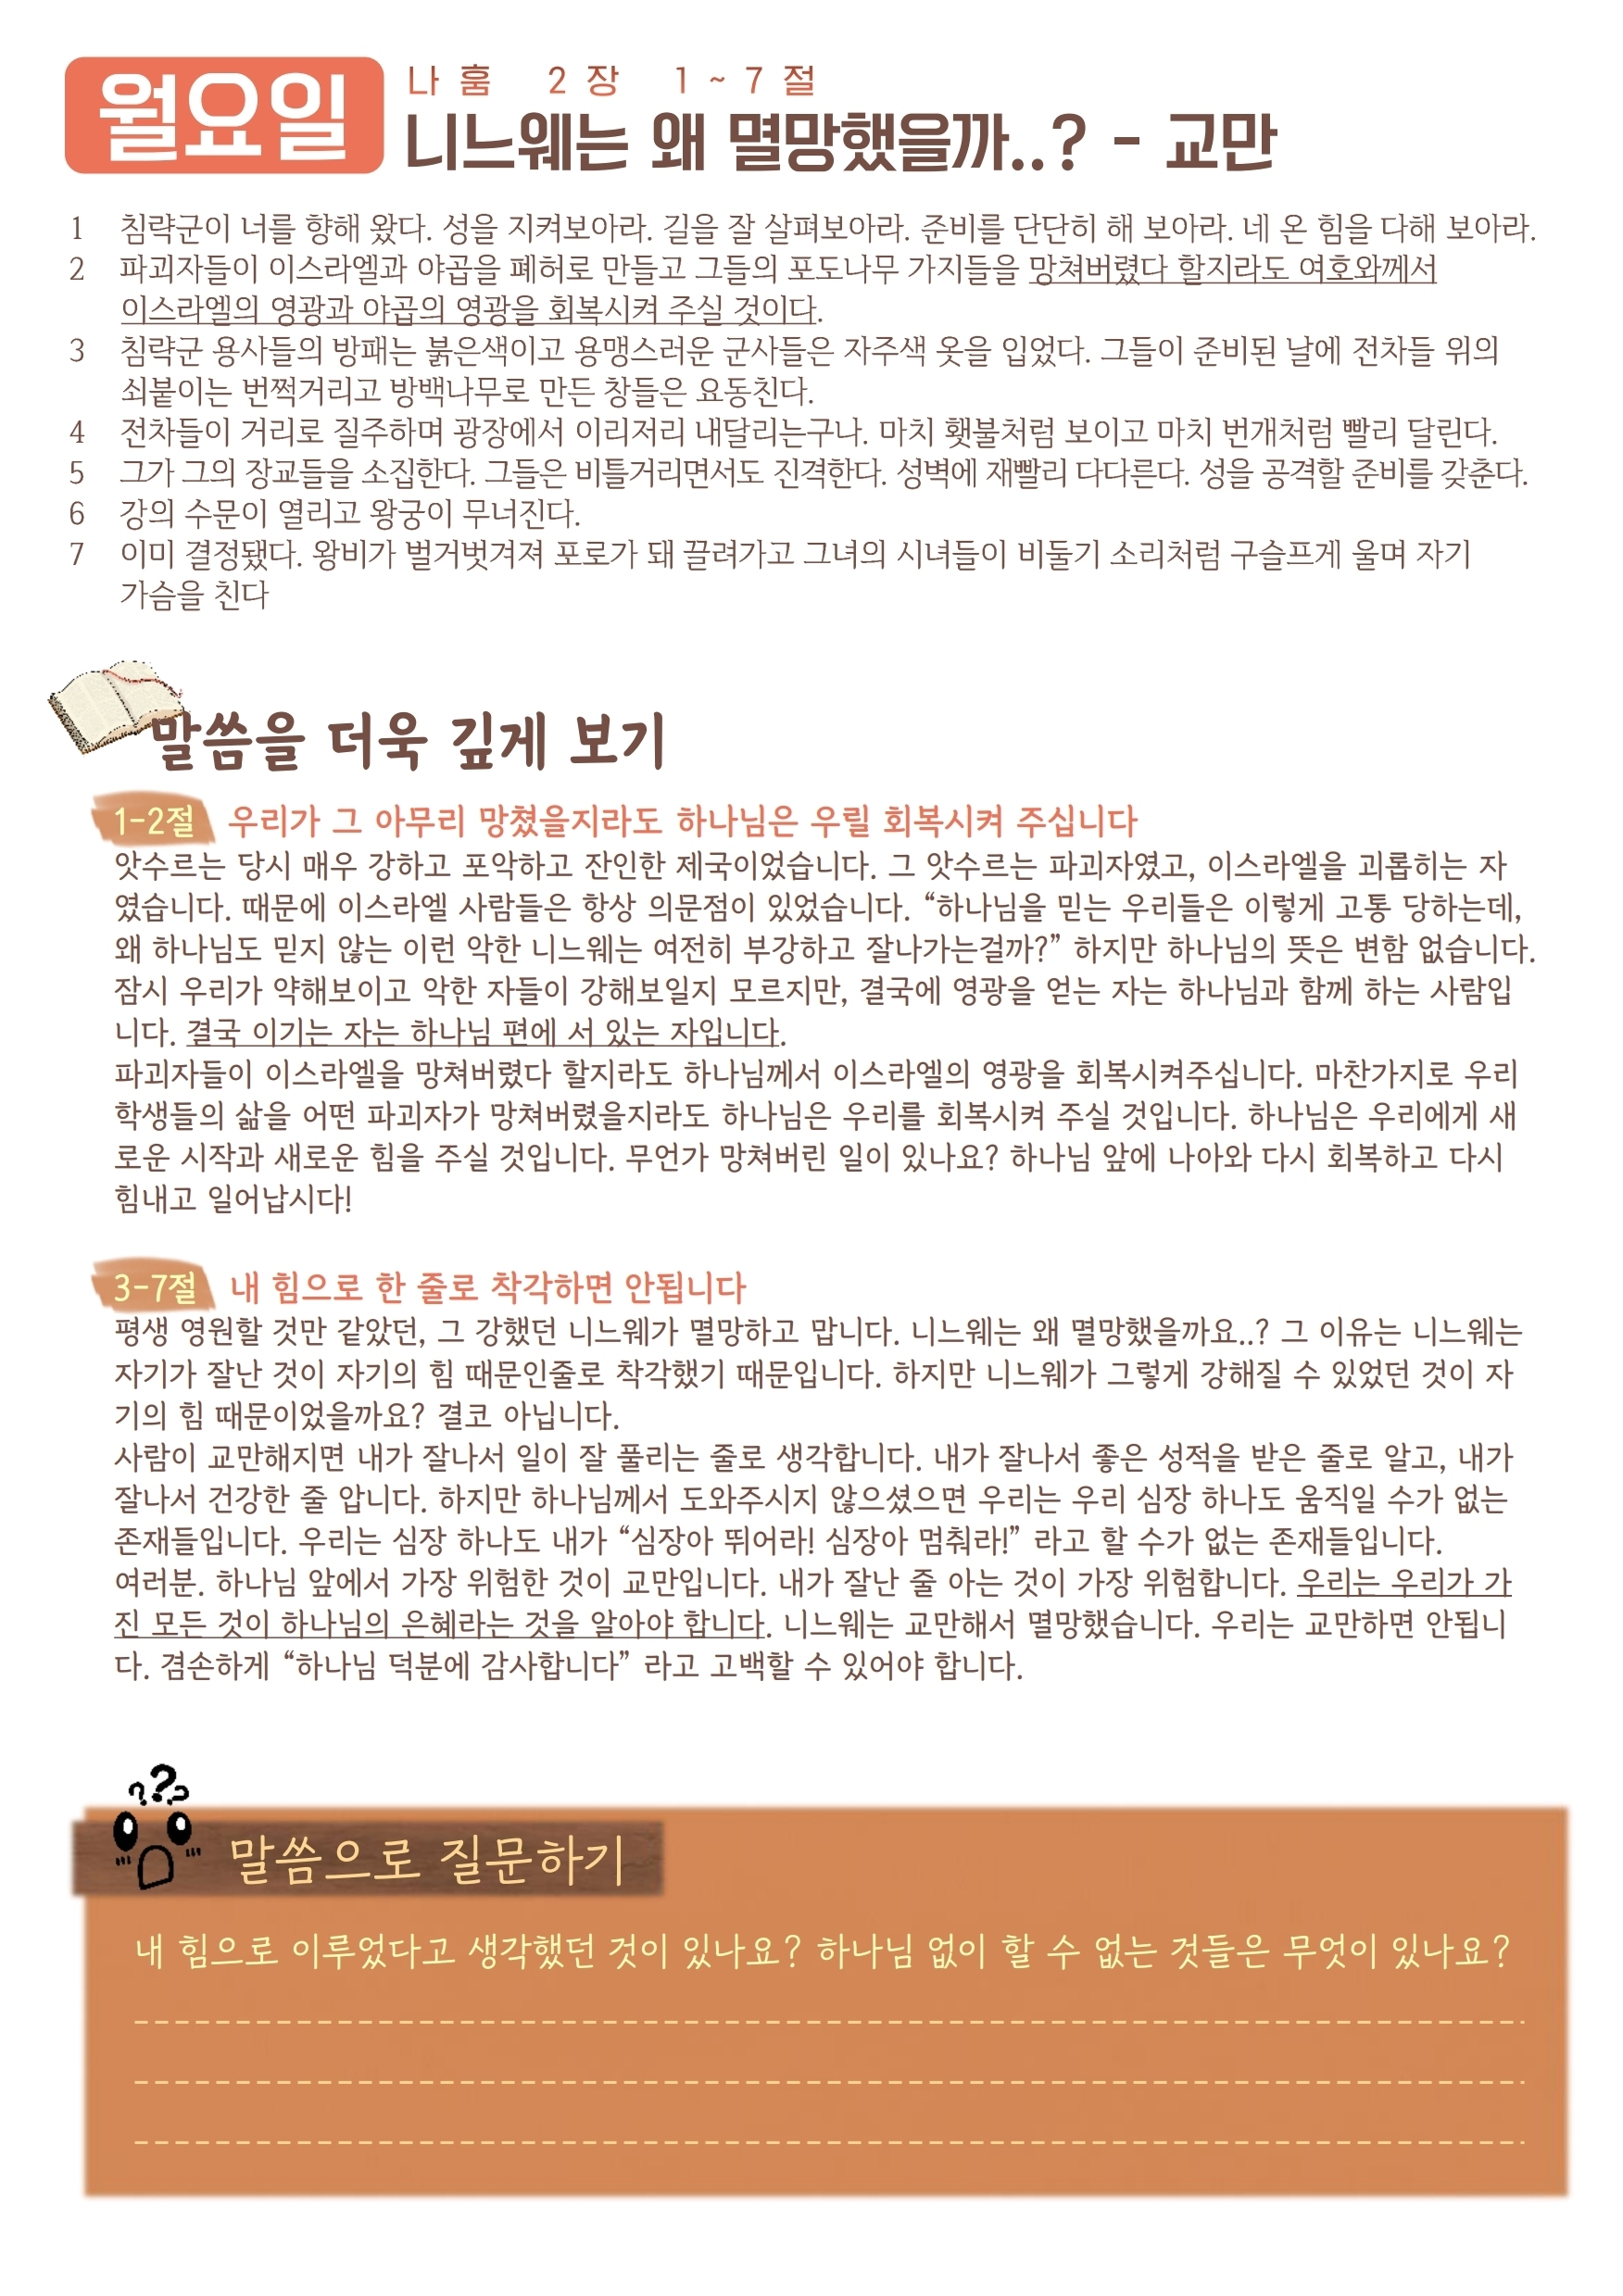 월요일
나훔 2장 1~7절
니느웨는 왜 멸망했을까..? - 교만
1 침략군이 너를 향해 왔다. 성을 지켜보아라. 길을 잘 살펴보아라. 준비를 단단히 해 보아라. 네 온 힘을 다해 보아라.
2 파괴자들이 이스라엘과 야곱을 폐허로 만들고 그들의 포도나무 가지들을 망쳐버렸다 할지라도 여호와께서
이스라엘의 영광과 야곱의 영광을 회복시켜 주실 것이다.
3 침략군 용사들의 방패는 붉은색이고 용맹스러운 군사들은 자주색 옷을 입었다. 그들이 준비된 날에 전차들 위의
쇠붙이는 번쩍거리고 방백나무로 만든 창들은 요동친다.
4 전차들이 거리로 질주하며 광장에서 이리저리 내달리는구나. 마치 횃불처럼 보이고 마치 번개처럼 빨리 달린다.
5 그가 그의 장교들을 소집한다. 그들은 비틀거리면서도 진격한다. 성벽에 재빨리 다다른다. 성을 공격할 준비를 갖춘다.
6 강의 수문이 열리고 왕궁이 무너진다.
7 이미 결정됐다. 왕비가 벌거벗겨져 포로가 돼 끌려가고 그녀의 시녀들이 비둘기 소리처럼 구슬프게 울며 자기
가슴을 친다
말씀을 더욱 깊게 보기
1-2절 우리가 그 아무리 망쳤을지라도 하나님은 우릴 회복시켜 주십니다
앗수르는 당시 매우 강하고 포악하고 잔인한 제국이었습니다. 그 앗수르는 파괴자였고, 이스라엘을 괴롭히는 자
였습니다. 때문에 이스라엘 사람들은 항상 의문점이 있었습니다. “하나님을 믿는 우리들은 이렇게 고통 당하는데,
왜 하나님도 믿지 않는 이런 악한 니느웨는 여전히 부강하고 잘나가는걸까?” 하지만 하나님의 뜻은 변함 없습니다.
잠시 우리가 약해보이고 악한 자들이 강해보일지 모르지만, 결국에 영광을 얻는 자는 하나님과 함께 하는 사람입
니다. 결국 이기는 자는 하나님 편에 서 있는 자입니다.
파괴자들이 이스라엘을 망쳐버렸다 할지라도 하나님께서 이스라엘의 영광을 회복시켜주십니다. 마찬가지로 우리
학생들의 삶을 어떤 파괴자가 망쳐버렸을지라도 하나님은 우리를 회복시켜 주실 것입니다. 하나님은 우리에게 새
로운 시작과 새로운 힘을 주실 것입니다. 무언가 망쳐버린 일이 있나요? 하나님 앞에 나아와 다시 회복하고 다시
힘내고 일어납시다!
3-7절 내 힘으로 한 줄로 착각하면 안됩니다
평생 영원할 것만 같았던, 그 강했던 니느웨가 멸망하고 맙니다. 니느웨는 왜 멸망했을까요..? 그 이유는 니느웨는
자기가 잘난 것이 자기의 힘 때문인줄로 착각했기 때문입니다. 하지만 니느웨가 그렇게 강해질 수 있었던 것이 자
기의 힘 때문이었을까요? 결코 아닙니다.
사람이 교만해지면 내가 잘나서 일이 잘 풀리는 줄로 생각합니다. 내가 잘나서 좋은 성적을 받은 줄로 알고, 내가
잘나서 건강한 줄 압니다. 하지만 하나님께서 도와주시지 않으셨으면 우리는 우리 심장 하나도 움직일 수가 없는
존재들입니다. 우리는 심장 하나도 내가 “심장아 뛰어라! 심장아 멈춰라!” 라고 할 수가 없는 존재들입니다.
여러분. 하나님 앞에서 가장 위험한 것이 교만입니다. 내가 잘난 줄 아는 것이 가장 위험합니다. 우리는 우리가 가
진 모든 것이 하나님의 은혜라는 것을 알아야 합니다. 니느웨는 교만해서 멸망했습니다. 우리는 교만하면 안됩니
다. 겸손하게 “하나님 덕분에 감사합니다” 라고 고백할 수 있어야 합니다.
???
말씀으로 질문하기
내 힘으로 이루었다고 생각했던 것이 있나요? 하나님 없이 할 수 없는 것들은 무엇이 있나요?